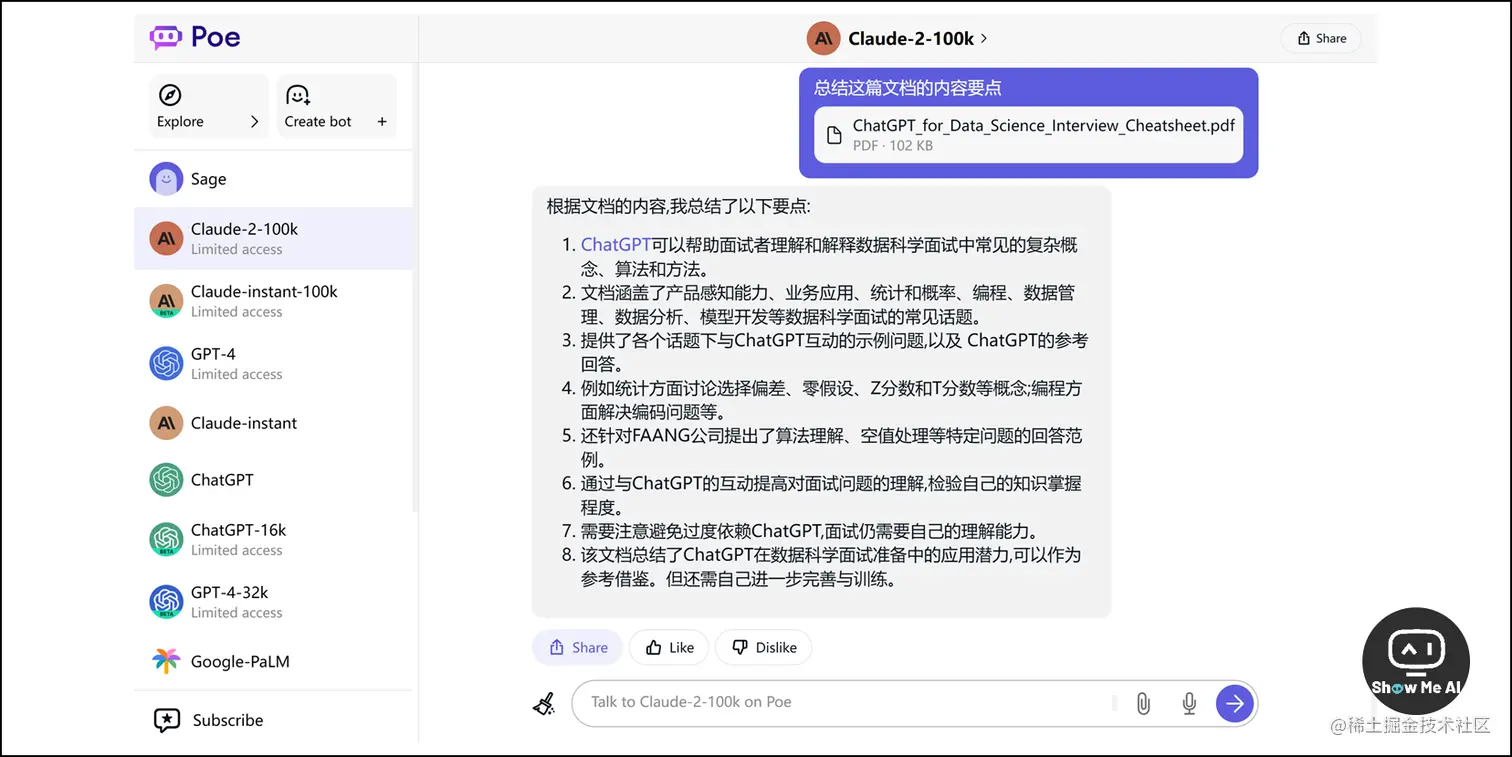 Poe
Claude-2-100k
Share
Explore
Create bot +
Sage
Claude-2-100k
Limited access
Claude-instant-100k
Limited access
BETA
GPT-4
Limited access
Claude-instant
ChatGPT
ChatGPT-16k
Limited access
BETA
GPT-4-32k
Limited access
BETA
Google-PaLM
Subscribe
总结这篇文档的内容要点
ChatGPT_for_Data_Science_Interview_Cheatsheet.pdf
PDF · 102 KB
根据文档的内容,我总结了以下要点:
1. ChatGPT可以帮助面试者理解和解释数据科学面试中常见的复杂概
念、算法和方法。
2. 文档涵盖了产品感知能力、业务应用、统计和概率、编程、数据管
理、数据分析、模型开发等数据科学面试的常见话题。
3. 提供了各个话题下与ChatGPT互动的示例问题,以及 ChatGPT的参考
回答。
4. 例如统计方面讨论选择偏差、零假设、Z分数和T分数等概念;编程方
面解决编码问题等。
5. 还针对FAANG公司提出了算法理解、空值处理等特定问题的回答范
例。
6. 通过与ChatGPT的互动提高对面试问题的理解,检验自己的知识掌握
程度。
7. 需要注意避免过度依赖ChatGPT,面试仍需要自己的理解能力。
8. 该文档总结了ChatGPT在数据科学面试准备中的应用潜力,可以作为
参考借鉴。但还需自己进一步完善与训练。
Share
Like
Dislike
Talk to Claude-2-100k on Poe
Show Me AI
@稀土掘金技术社区